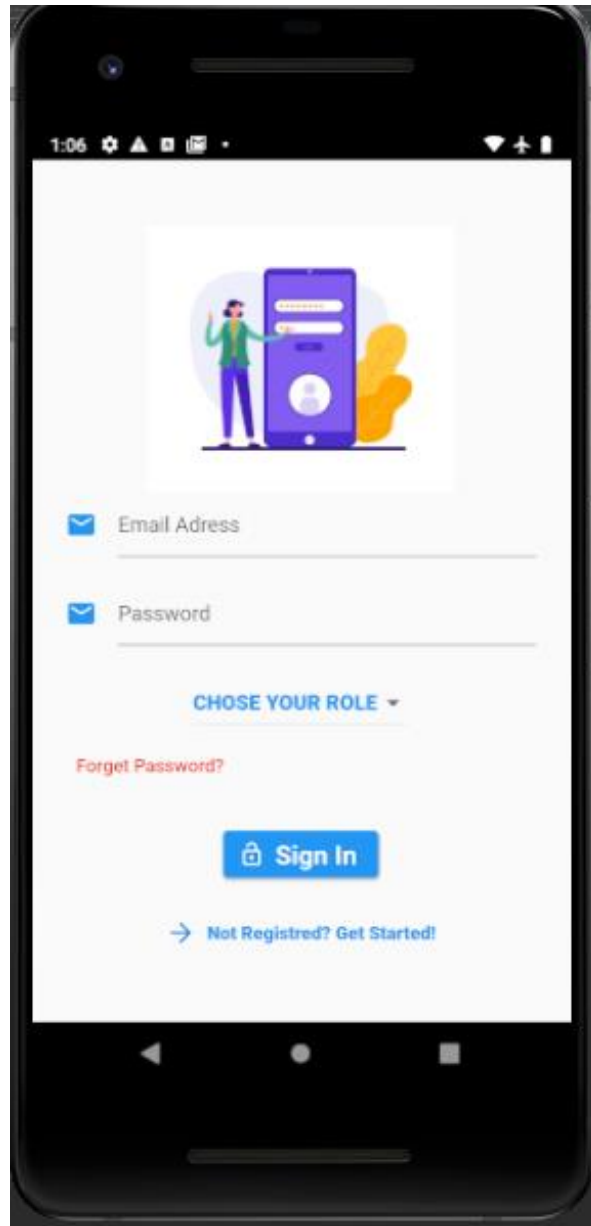 1:06
Email Adress
Password
CHOSE YOUR ROLE
Forget Password?
Sign In
Not Registred? Get Started!